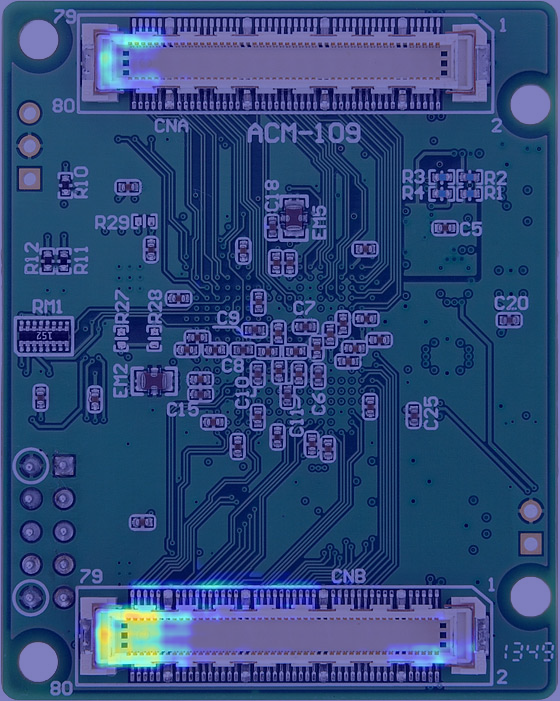 79
1
80
2
CNA
ACM-109
R10
C18
EM5
R3
R2
R4
R1
R29
C5
R12
R11
RM1
152
R27
R28
C9
C7
C20
C8
EM2
C10
C6
C15
C11
C25
79
CNB
1
80
2
1349